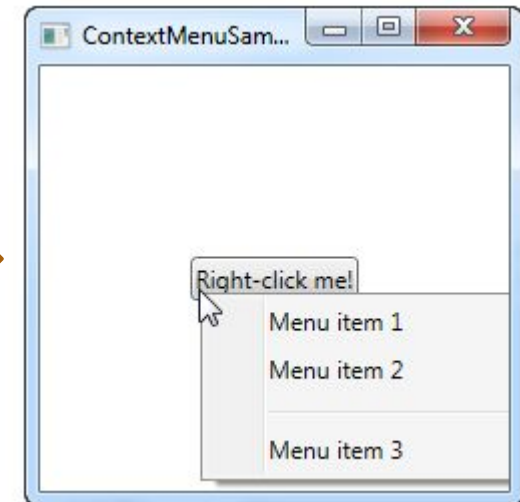 ContextMenuSam...
Right-click me!
Menu item 1
Menu item 2
Menu item 3